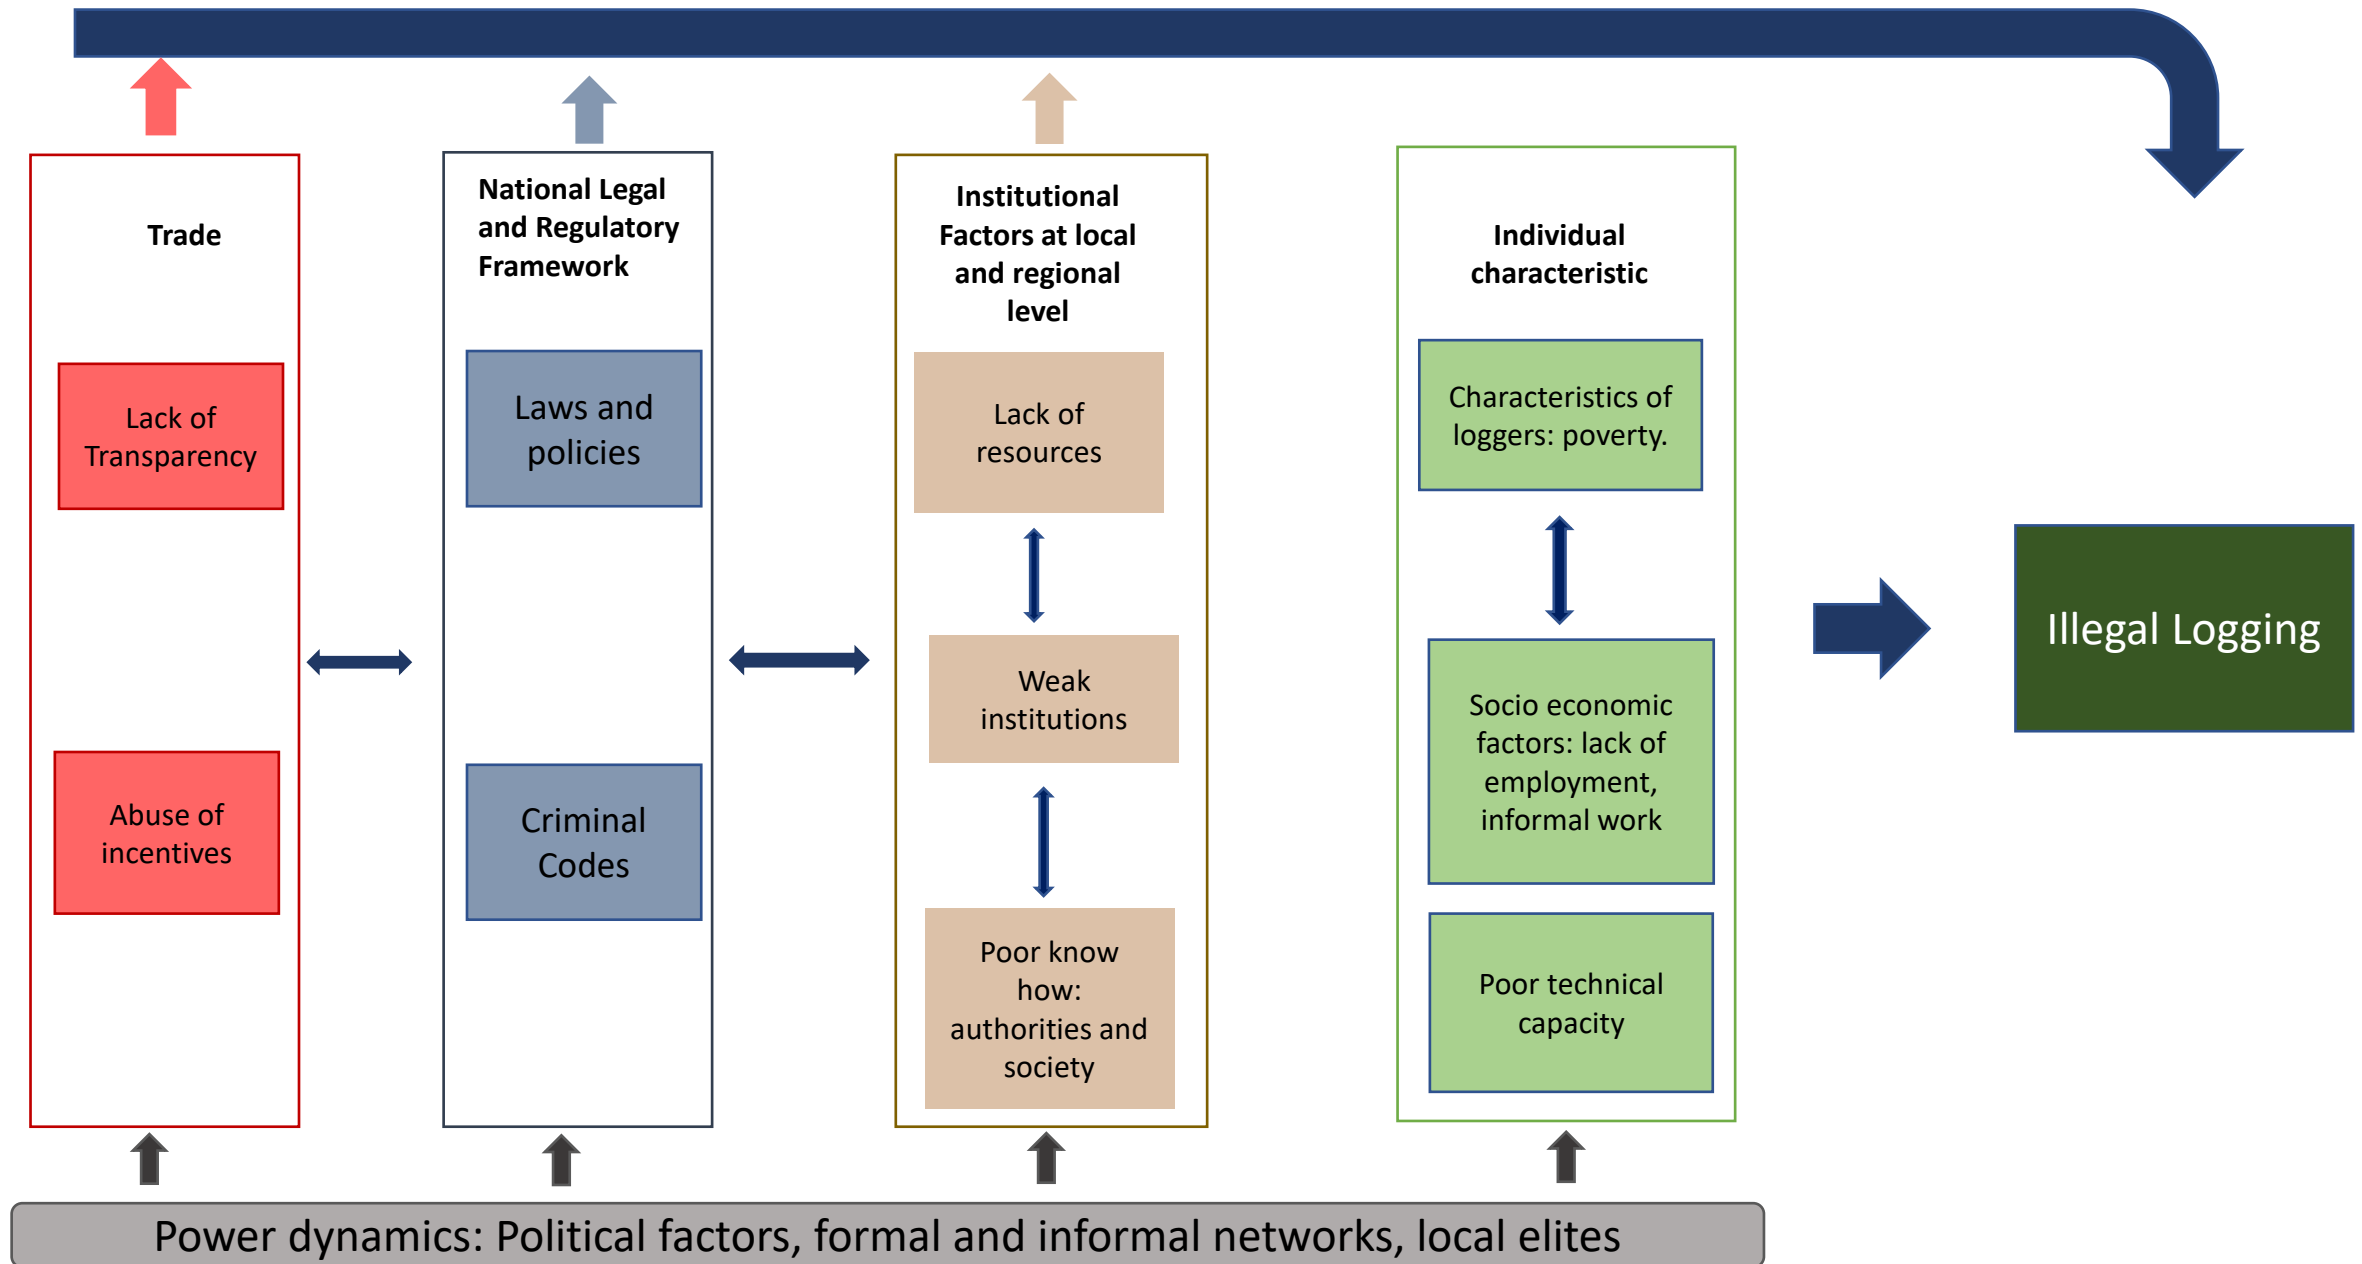 Trade
Lack of
Transparency
Abuse of
incentives
National Legal
and Regulatory
Framework
Laws and
policies
Criminal
Codes
Institutional
Factors at local
and regional
level
Lack of
resources
Weak
institutions
Poor know
how:
authorities and
society
Individual
characteristic
Characteristics of
loggers: poverty.
Socio economic
factors: lack of
employment,
informal work
Poor technical
capacity
Illegal Logging
Power dynamics: Political factors, formal and informal networks, local elites